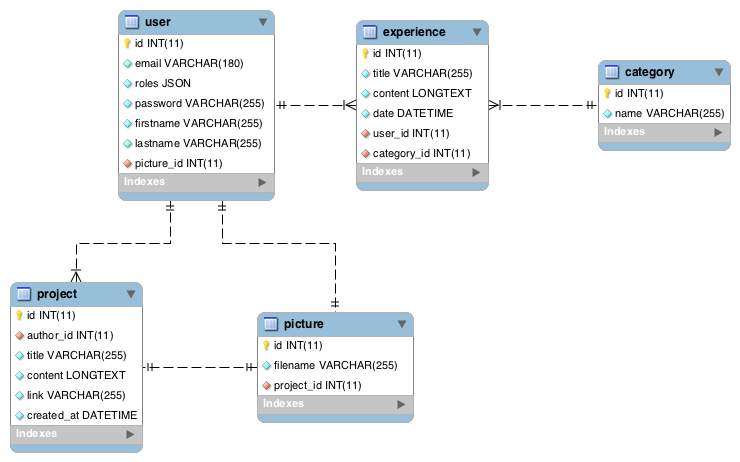 user
id INT(11)
email VARCHAR(180)
roles JSON
password VARCHAR(255)
firstname VARCHAR(255)
lastname VARCHAR(255)
picture_id INT(11)
Indexes
experience
id INT(11)
title VARCHAR(255)
content LONGTEXT
date DATETIME
user_id INT(11)
category_id INT(11)
Indexes
category
id INT(11)
name VARCHAR(255)
Indexes
project
id INT(11)
author_id INT(11)
title VARCHAR(255)
content LONGTEXT
link VARCHAR(255)
created_at DATETIME
Indexes
picture
id INT(11)
filename VARCHAR(255)
project_id INT(11)
Indexes